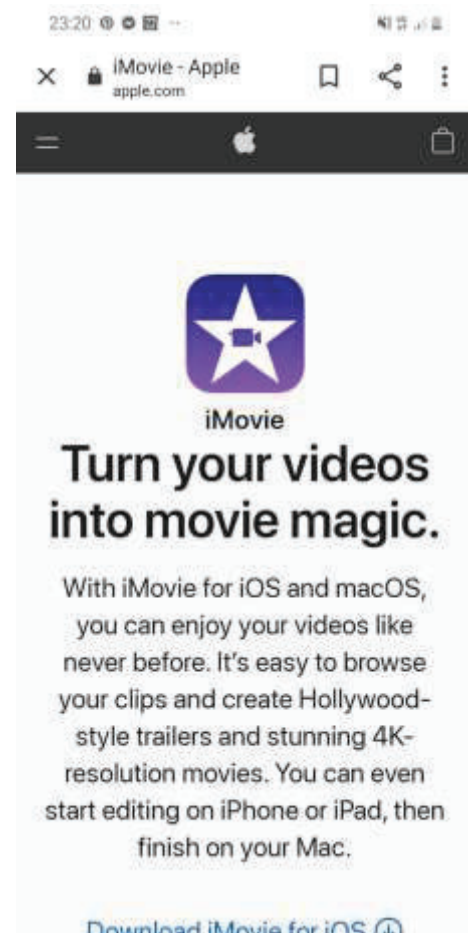 23:20
iMovie - Apple
apple.com
iMovie
Turn your videos
into movie magic.
With iMovie for iOS and macOS,
you can enjoy your videos like
never before. It's easy to browse
your clips and create Hollywood-
style trailers and stunning 4K-
resolution movies. You can even
start editing on iPhone or iPad, then
finish on your Mac.
Download iMovie for iOS